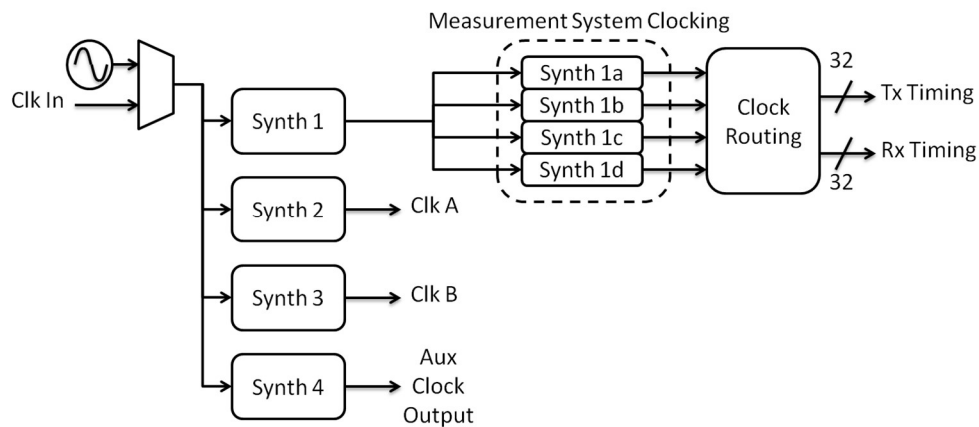 Measurement System Clocking
Clk In
Synth 1
Synth 1a
Synth 1b
Synth 1c
Synth 1d
Clock
Routing
32
Tx Timing
Rx Timing
32
Synth 2
Clk A
Synth 3
Clk B
Synth 4
Aux
Clock
Output